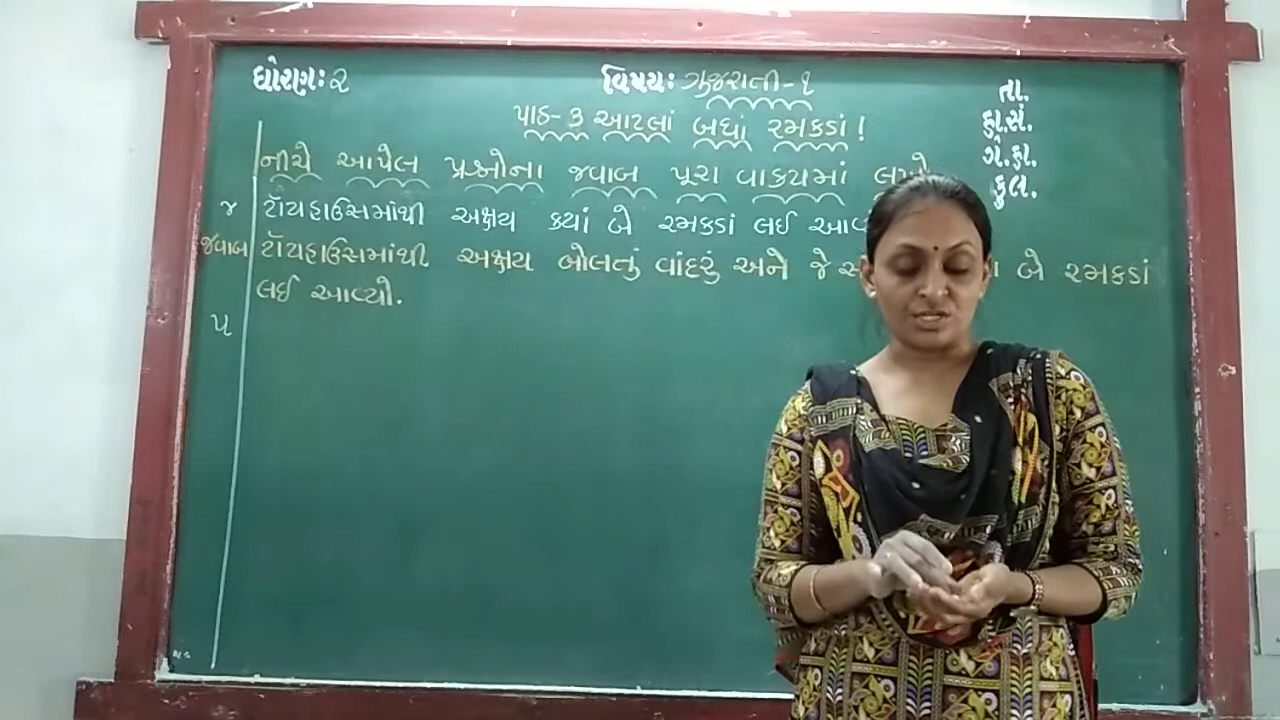 ધોરણઃ ૨
વિષયઃ ગુજરાતી-૧
તા.
હા.સં.
ગે.હા.
કુલ.
પાઠ-૩ આટલાં બધાં રમકડાં!
નીચે આપેલ પ્રશ્નોના જવાબ પૂરા વાક્યમાં લખો
૪ ટૉયહાઉસમાંથી અક્ષય ક્યાં બે રમકડાં લઈ
જવાબ ટૉયહાઉસમાંથી અક્ષય બોલતું વાંદરું અને બે રમકડાં
લઈ આવ્યો.
૫